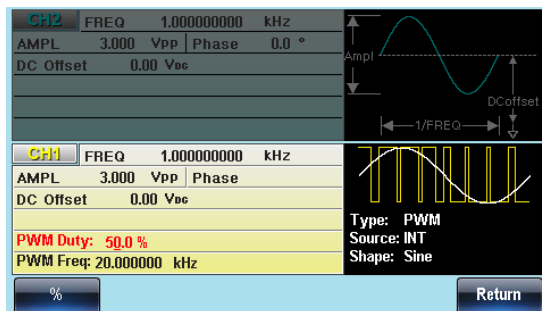 CH2 FREQ 1.000000000 kHz
AMPL 3.000 VPP Phase 0.0 °
DC Offset 0.00 VDC
Ampl
DCoffset
1/FREQ
CH1 FREQ 1.000000000 kHz
AMPL 3.000 VPP Phase
DC Offset 0.00 VDC
PWM Duty: 50.0 %
PWM Freq: 20.000000 kHz
Type: PWM
Source: INT
Shape: Sine
%
Return